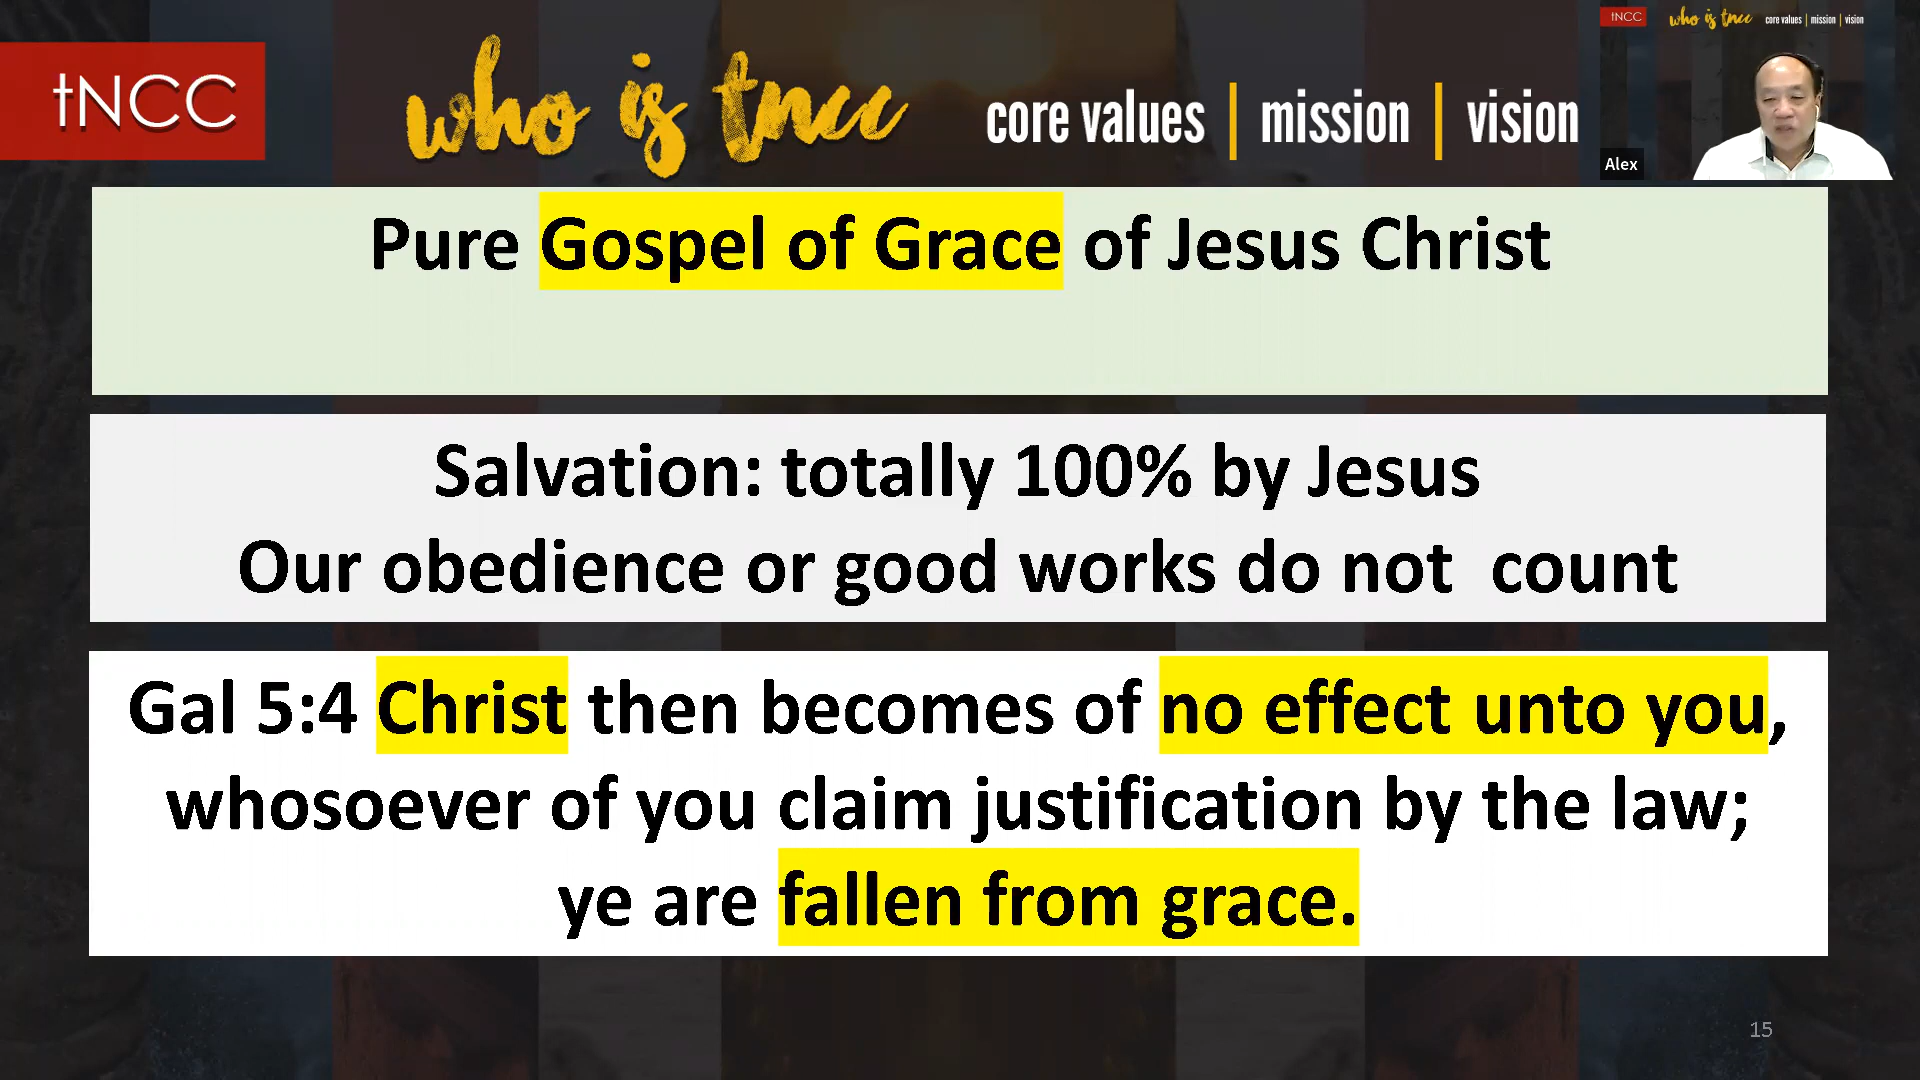 tNCC
who is tncc
core values | mission | vision
tNCC
who is tncc
core values | mission | vision
Alex
Pure Gospel of Grace of Jesus Christ
Salvation: totally 100% by Jesus
Our obedience or good works do not  count
Gal 5:4 Christ then becomes of no effect unto you,
whosoever of you claim justification by the law;
ye are fallen from grace.
15